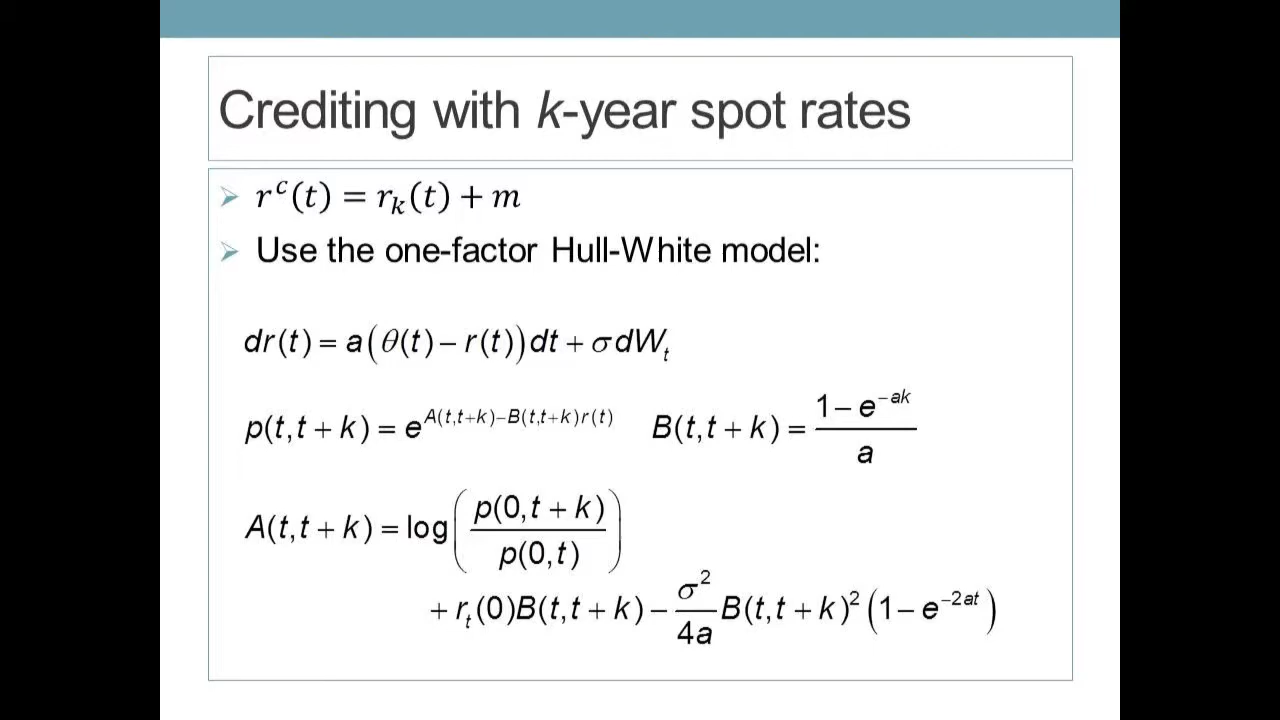 Crediting with k-year spot rates
➢ r^c(t) = r_k(t) + m
➢ Use the one-factor Hull-White model:
dr(t) = a(θ(t) − r(t))dt + σdW_t
p(t,t + k) = e^{A(t,t+k)−B(t,t+k)r(t)} B(t,t + k) = (1 − e^{−ak})/a
A(t,t + k) = log(p(0,t + k)/p(0,t))
+ r_t(0)B(t,t + k) − σ²/4a B(t,t + k)²(1 − e^{−2at})